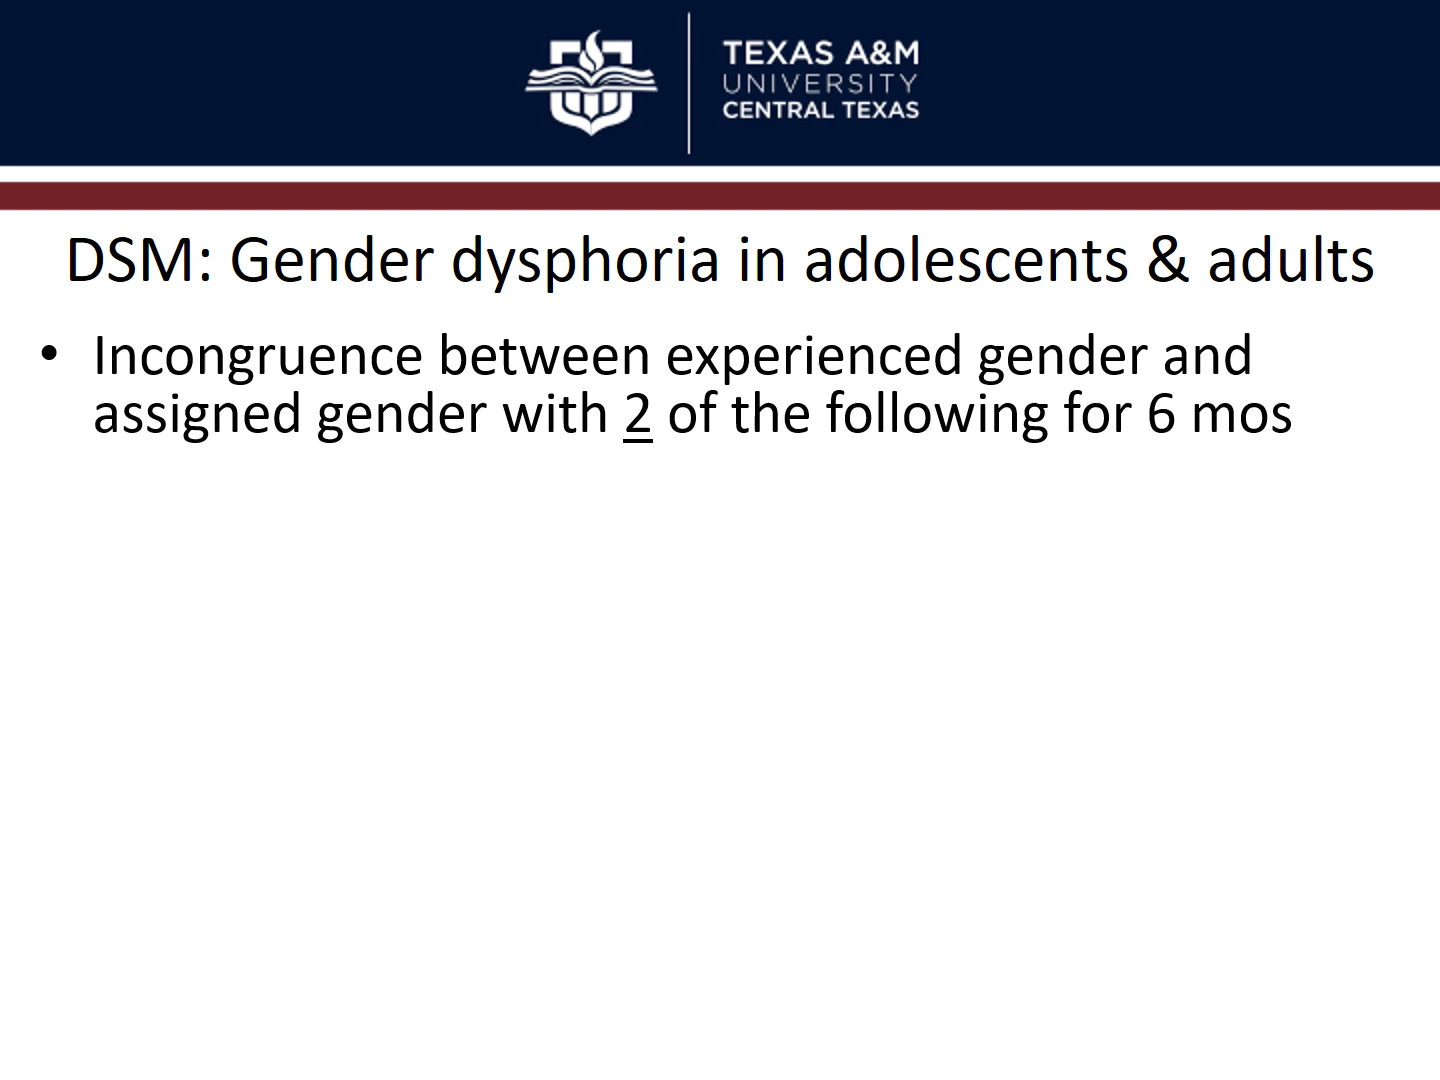 TEXAS A&M
UNIVERSITY
CENTRAL TEXAS
DSM: Gender dysphoria in adolescents & adults
• Incongruence between experienced gender and
assigned gender with 2 of the following for 6 mos